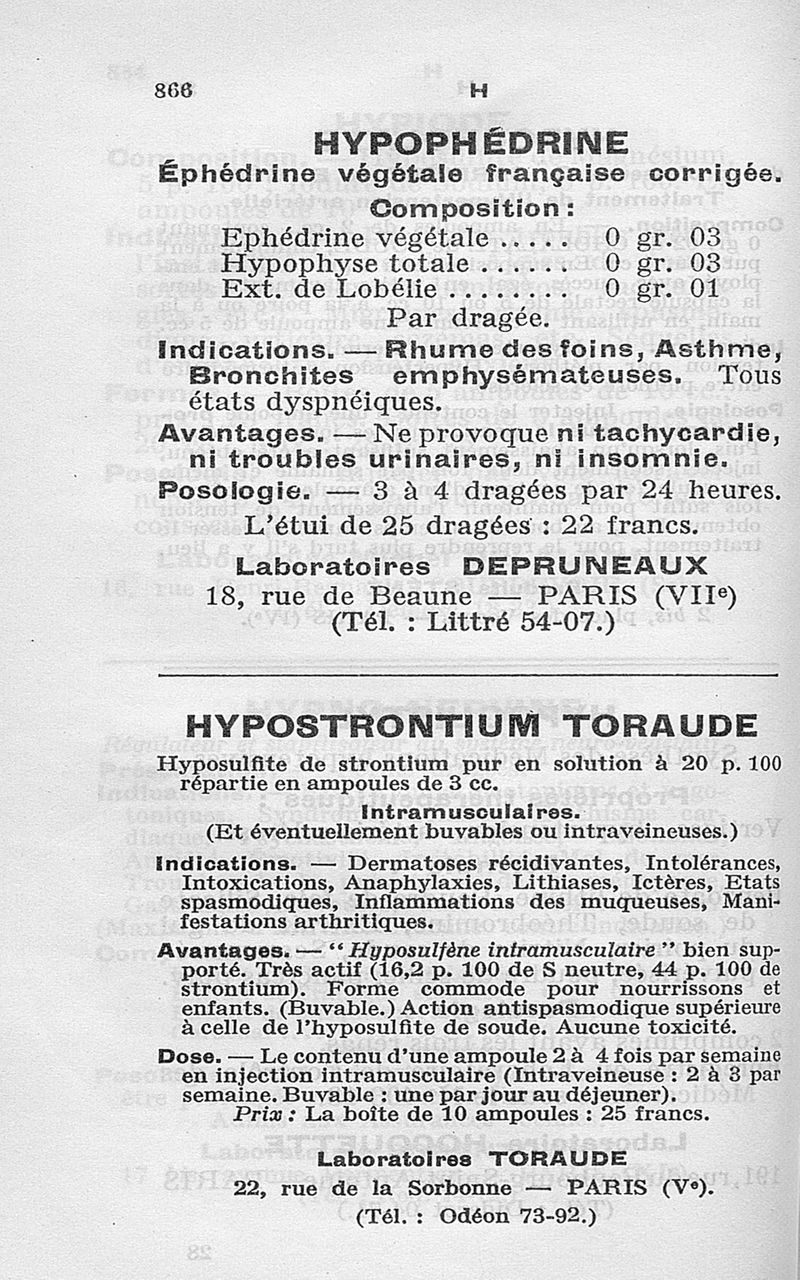 866
H
HYPOPHÉDRINE
Éphédrine végétale française corrigée.
Composition :
Ephédrine végétale ..... 0 gr. 03
Hypophyse totale ...... 0 gr. 03
Ext. de Lobélie ........ 0 gr. 01
Par dragée.
Indications. — Rhume des foins, Asthme,
Bronchites emphysémateuses. Tous
états dyspnéiques.
Avantages. — Ne provoque ni tachycardie,
ni troubles urinaires, ni insomnie.
Posologie. — 3 à 4 dragées par 24 heures.
L'étui de 25 dragées : 22 francs.
Laboratoires DEPRUNEAUX
18, rue de Beaune — PARIS (VIIe)
(Tél. : Littré 54-07.)
HYPOSTRONTIUM TORAUDE
Hyposulfite de strontium pur en solution à 20 p. 100
répartie en ampoules de 3 cc.
Intramusculaires.
(Et éventuellement buvables ou intraveineuses.)
Indications. — Dermatoses récidivantes, Intolérances,
Intoxications, Anaphylaxies, Lithiases, Ictères, Etats
spasmodiques, Inflammations des muqueuses, Mani-
festations arthritiques.
Avantages. — " Hyposulfène intramusculaire " bien sup-
porté. Très actif (16,2 p. 100 de S neutre, 44 p. 100 de
strontium). Forme commode pour nourrissons et
enfants. (Buvable.) Action antispasmodique supérieure
à celle de l'hyposulfite de soude. Aucune toxicité.
Dose. — Le contenu d'une ampoule 2 à 4 fois par semaine
en injection intramusculaire (Intraveineuse : 2 à 3 par
semaine. Buvable : une par jour au déjeuner).
Prix : La boîte de 10 ampoules : 25 francs.
Laboratoires TORAUDE
22, rue de la Sorbonne — PARIS (Ve).
(Tél. : Odéon 73-92.)